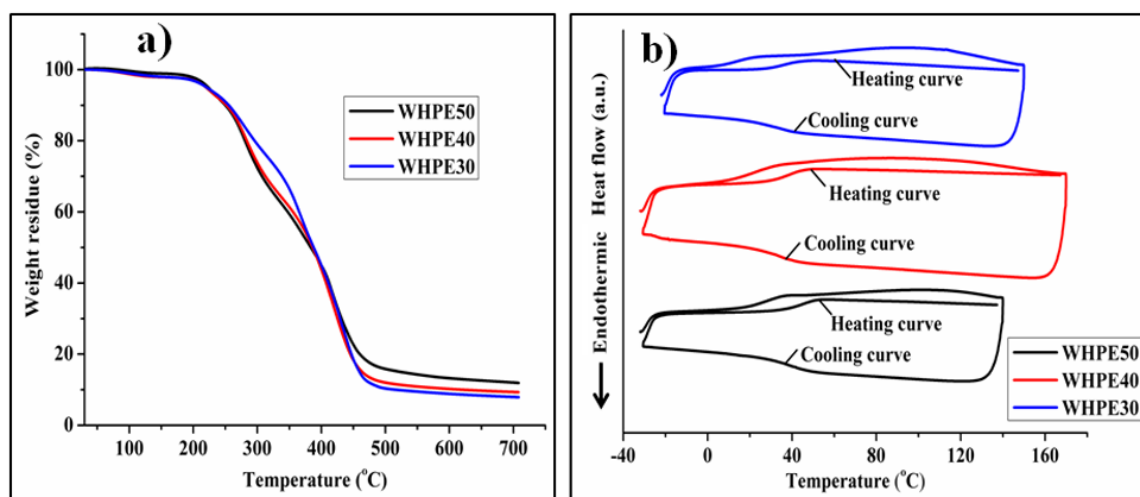 a)
100
80
60
40
20
0
Weight residue (%)
WHPE50
WHPE40
WHPE30
100 200 300 400 500 600 700
Temperature (°C)
b)
Heating curve
Cooling curve
Heating curve
Cooling curve
Heating curve
Cooling curve
Endothermic Heat flow (a.u.)
WHPE50
WHPE40
WHPE30
-40 0 40 80 120 160
Temperature (°C)